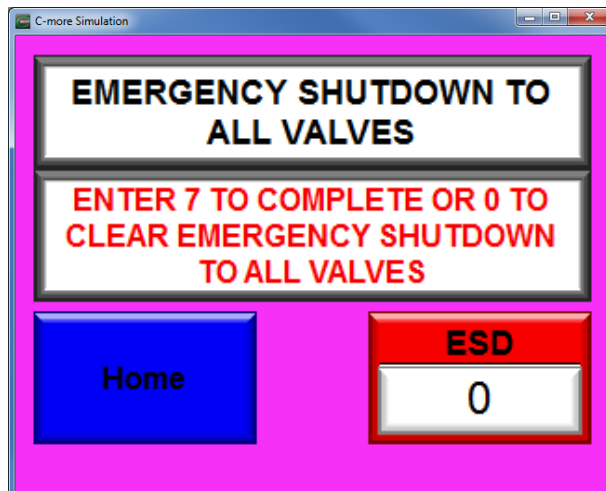 C-more Simulation
EMERGENCY SHUTDOWN TO
ALL VALVES
ENTER 7 TO COMPLETE OR 0 TO
CLEAR EMERGENCY SHUTDOWN
TO ALL VALVES
Home
ESD
0